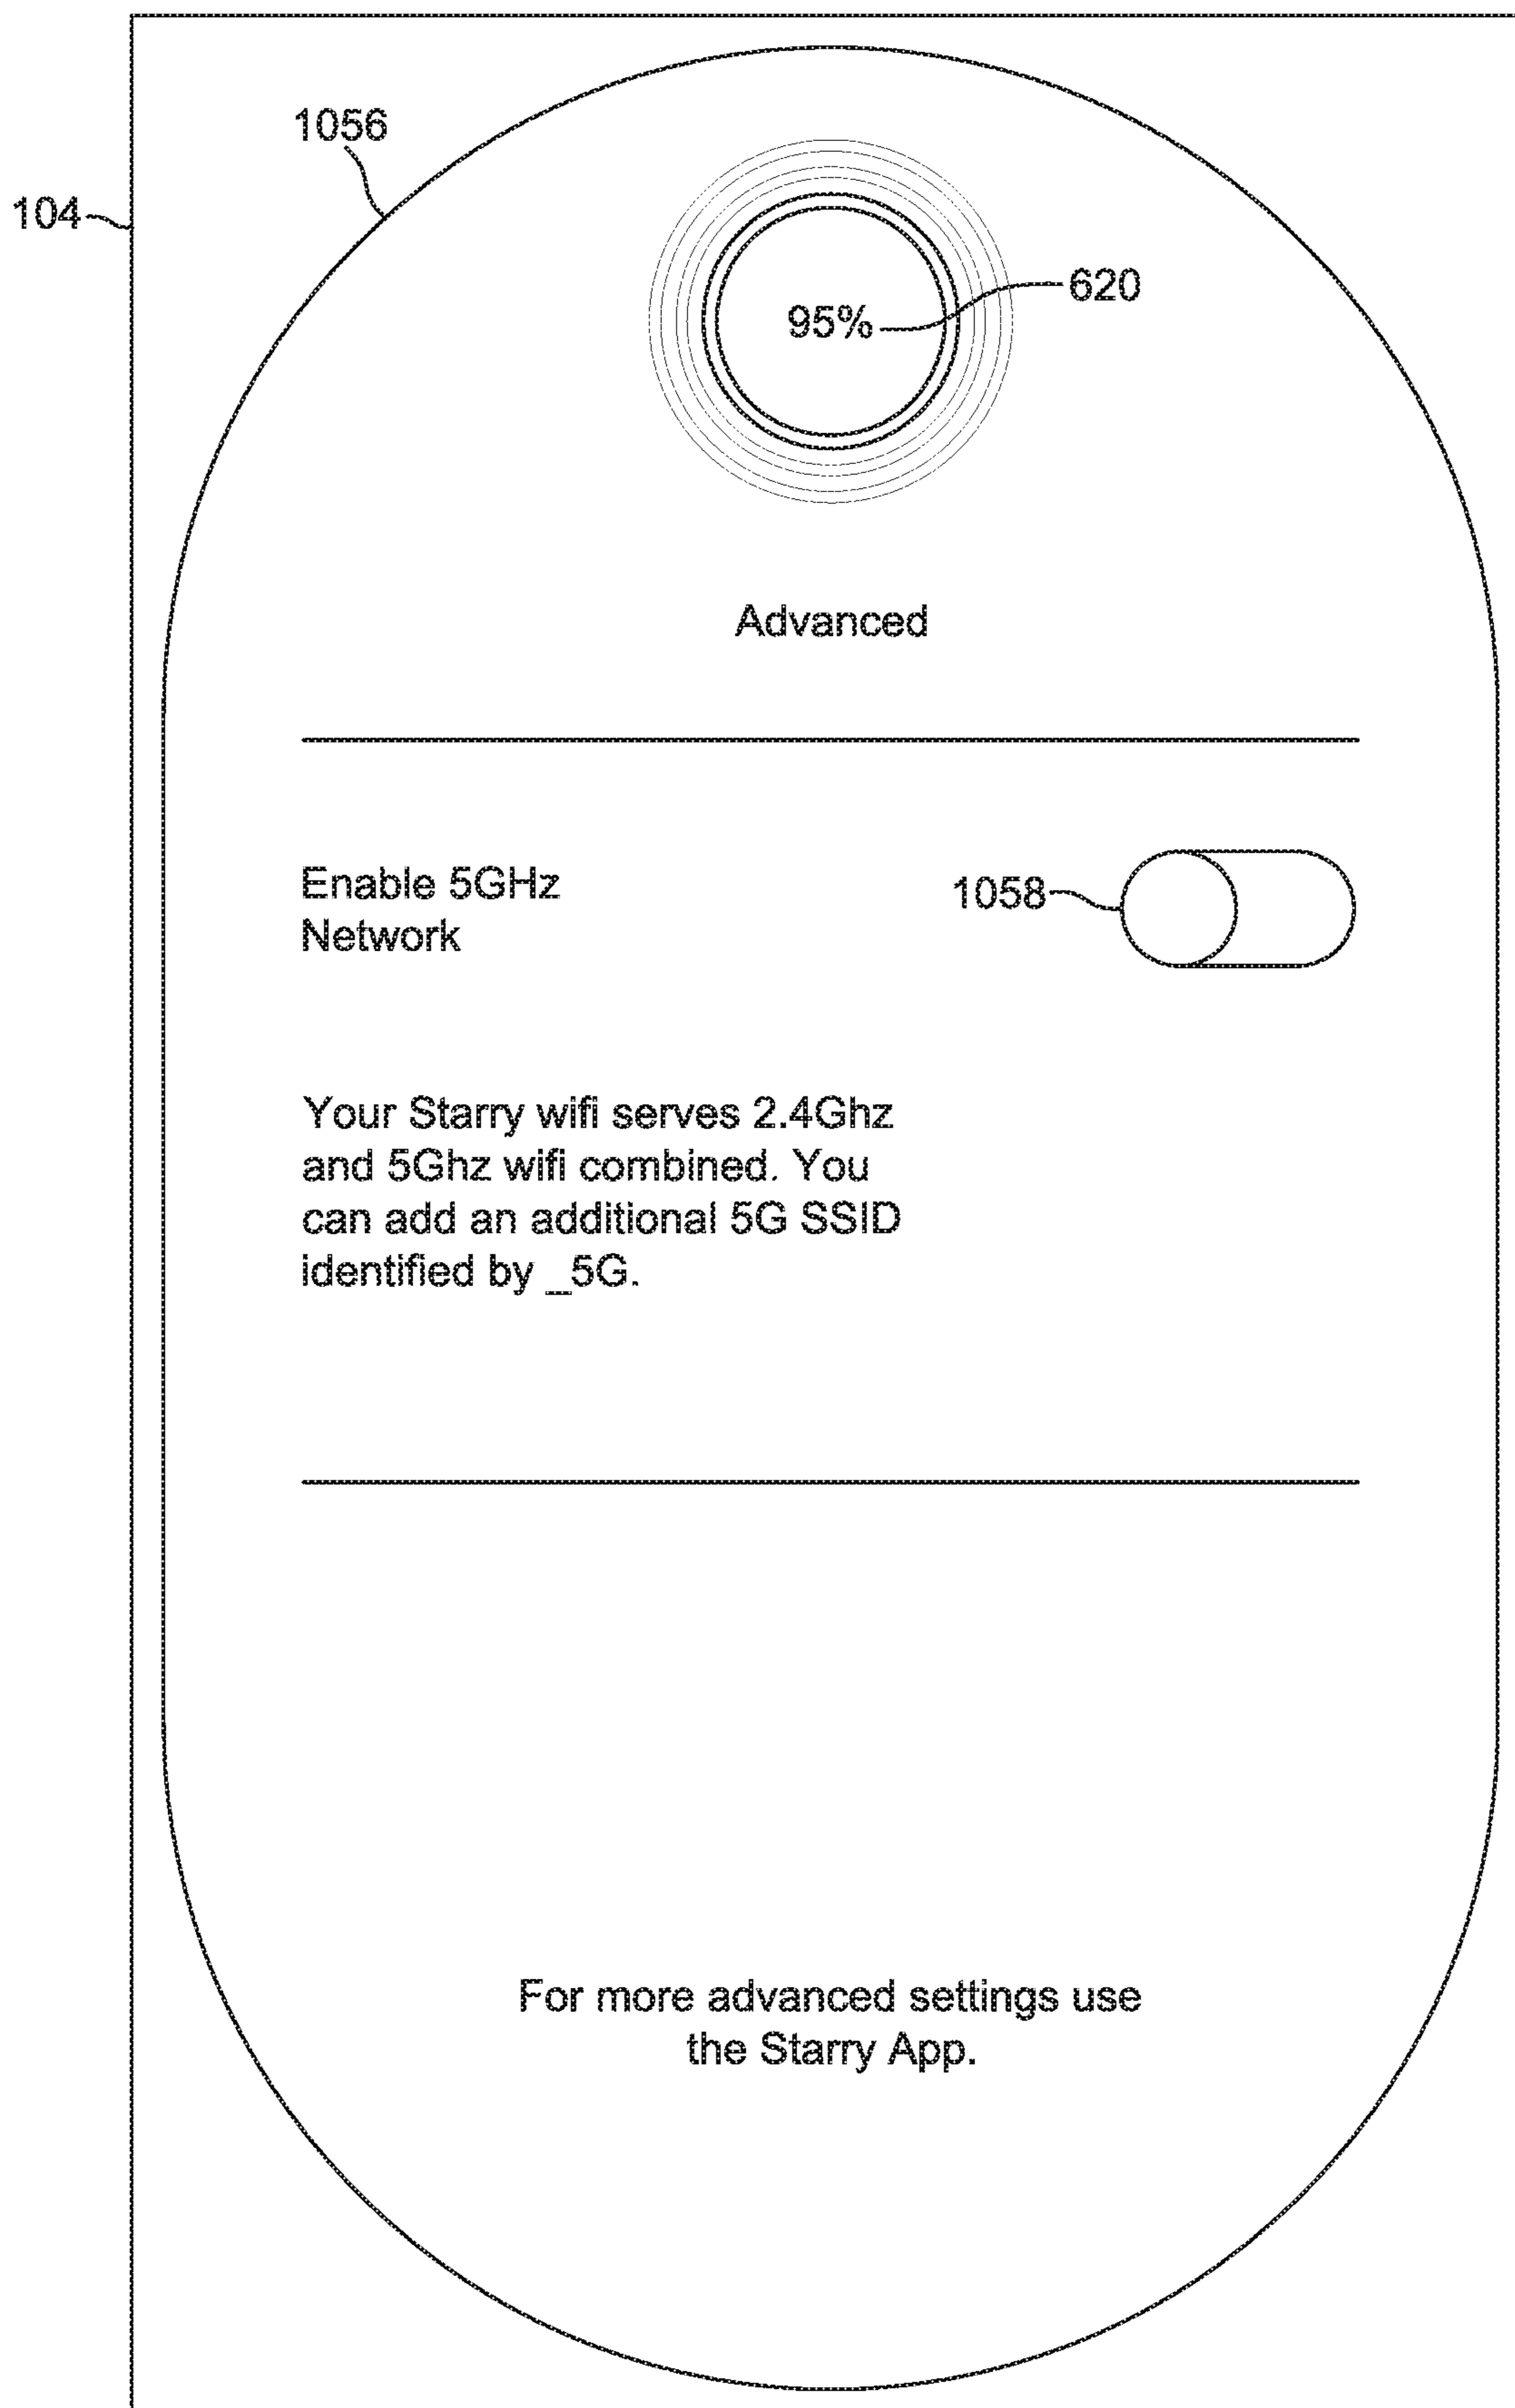 1056
104
620
95%
Advanced
Enable 5GHz
Network
1058
Your Starry wifi serves 2.4Ghz
and 5Ghz wifi combined. You
can add an additional 5G SSID
identified by _5G.
For more advanced settings use
the Starry App.